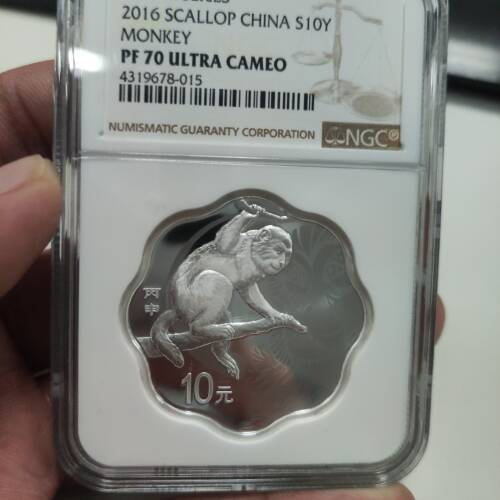 2016 SCALLOP CHINA S10Y
MONKEY
PF 70 ULTRA CAMEO
4319678-015
NUMISMATIC GUARANTY CORPORATION
NGC®
丙
申
10元